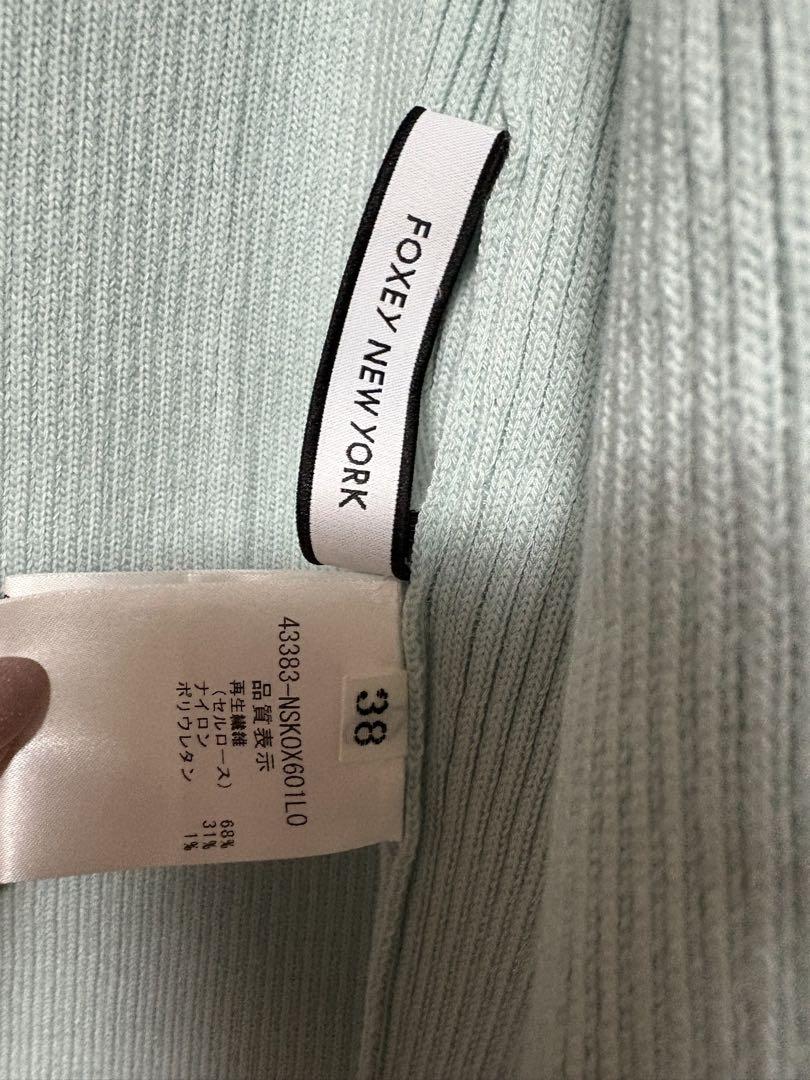 FOXEY NEW YORK
38
43383-NSKOX601LO
品質表示
再生繊維
(セルロース) 68%
ナイロン 31%
ポリウレタン 1%